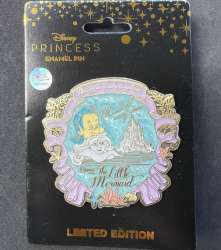 Disney
PRINCESS
ENAMEL PIN
the Little
Mermaid
LIMITED EDITION